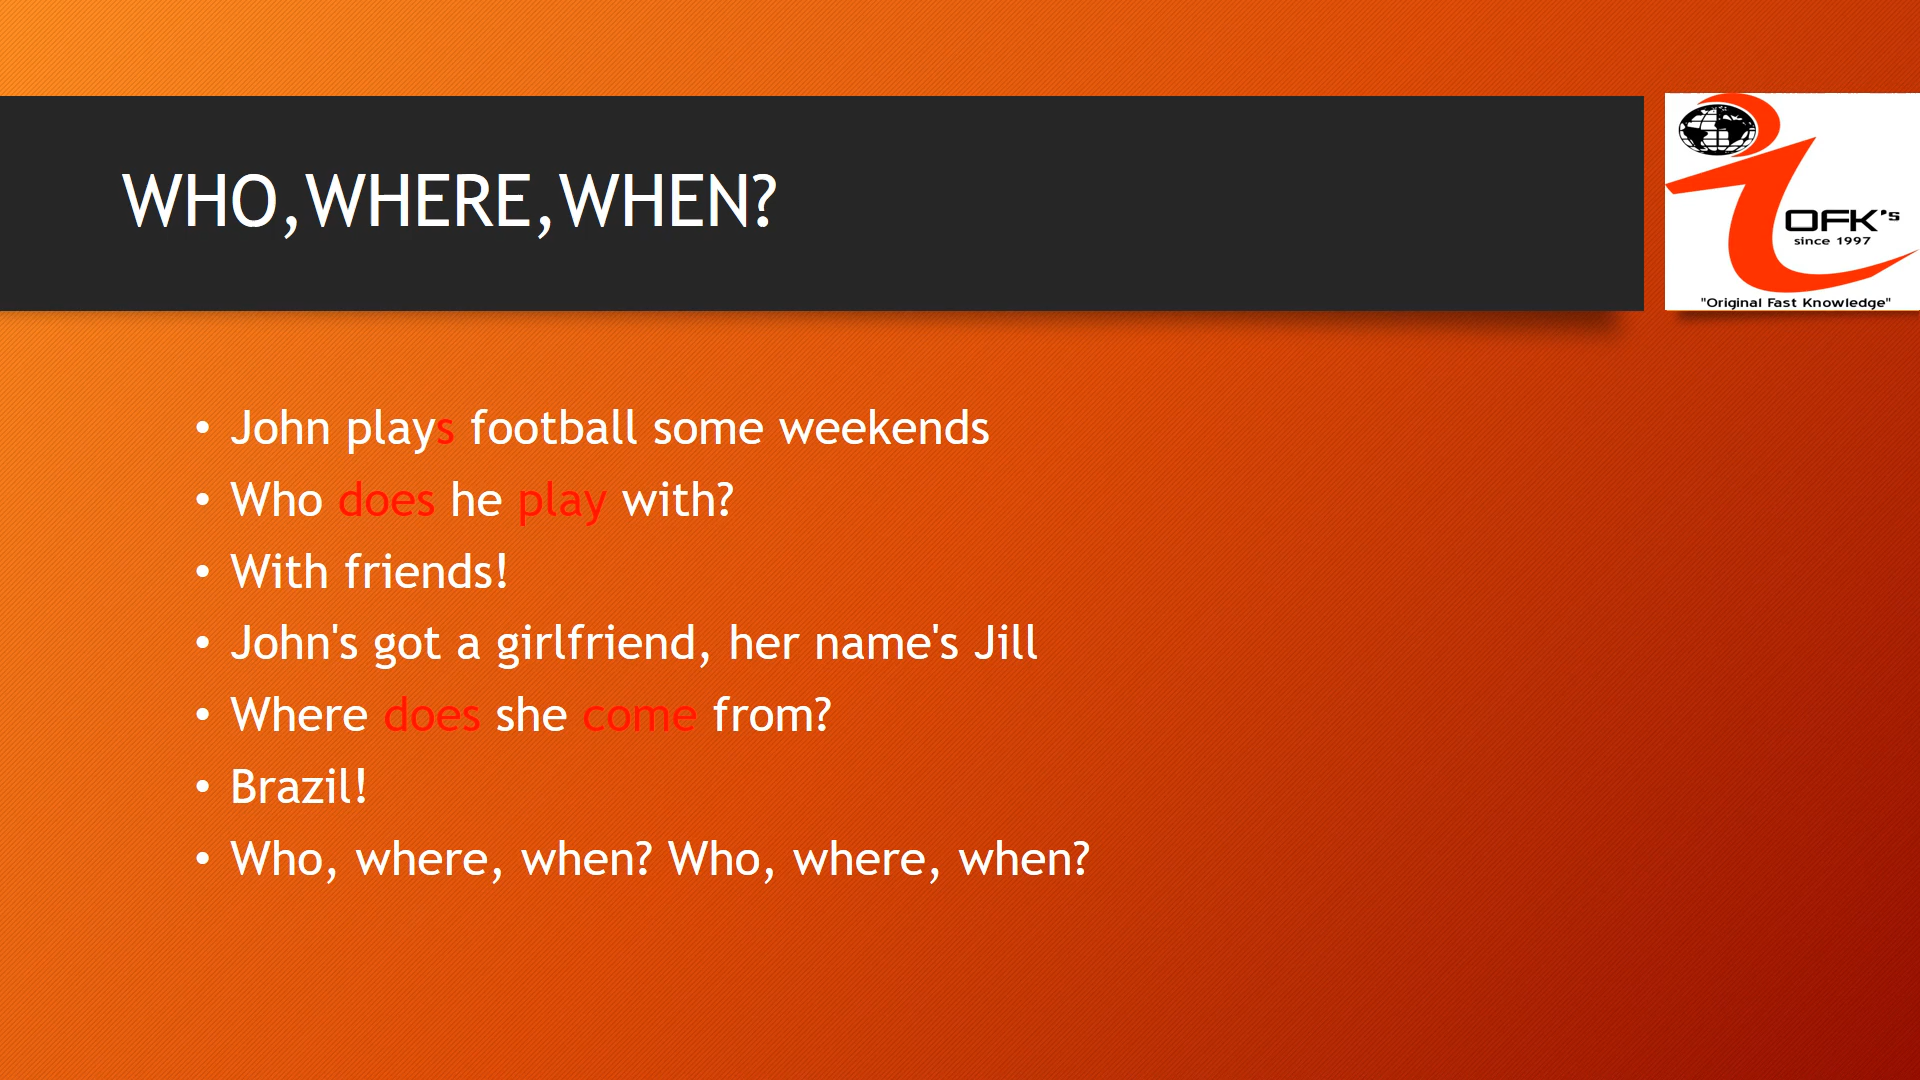 WHO,WHERE,WHEN?
OFK's
since 1997
"Original Fast Knowledge"
• John plays football some weekends
• Who does he play with?
• With friends!
• John's got a girlfriend, her name's Jill
• Where does she come from?
• Brazil!
• Who, where, when? Who, where, when?